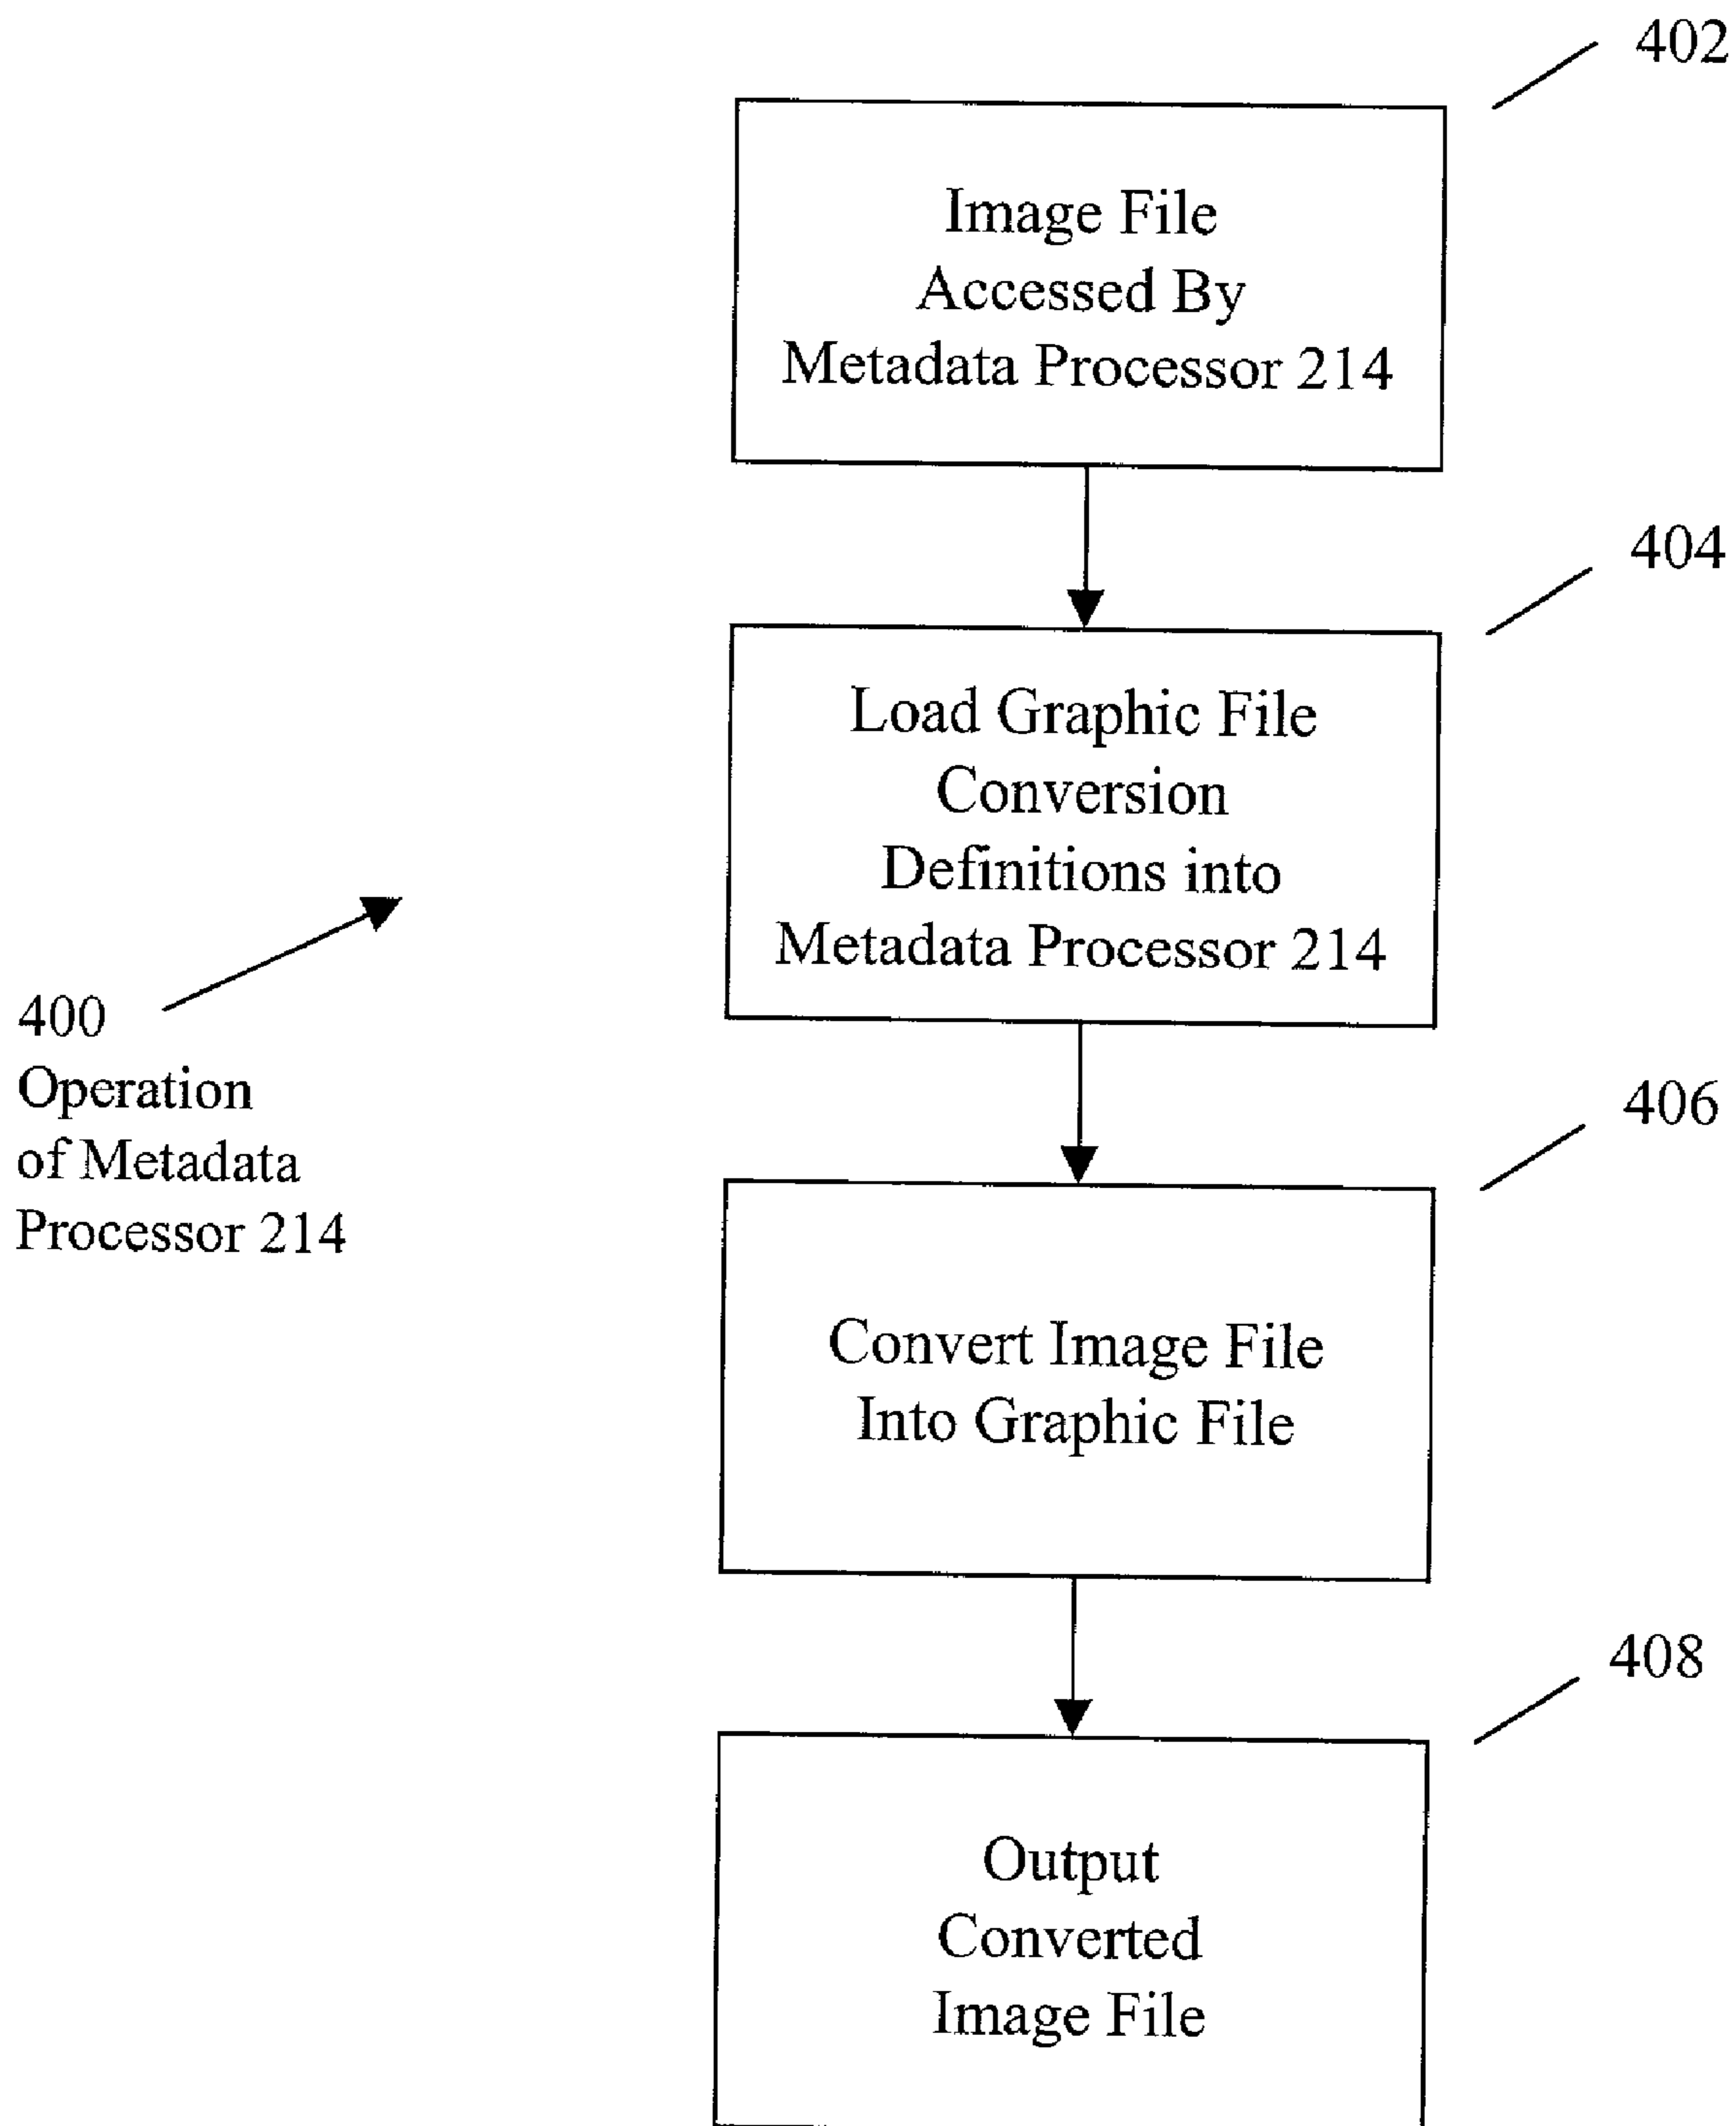 402
Image File
Accessed By
Metadata Processor 214
404
Load Graphic File
Conversion
Definitions into
Metadata Processor 214
400
Operation
of Metadata
Processor 214
406
Convert Image File
Into Graphic File
408
Output
Converted
Image File